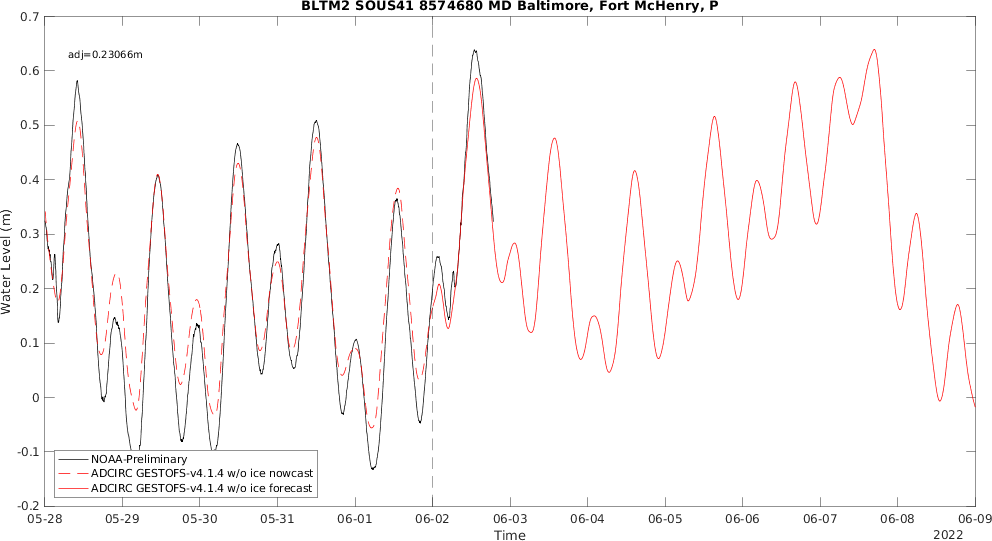 BLTM2 SOUS41 8574680 MD Baltimore, Fort McHenry, P
adj=0.23066m
0.7
0.6
0.5
0.4
0.3
0.2
0.1
0
-0.1
-0.2
Water Level (m)
NOAA-Preliminary
ADCIRC GESTOFS-v4.1.4 w/o ice nowcast
ADCIRC GESTOFS-v4.1.4 w/o ice forecast
05-28 05-29 05-30 05-31 06-01 06-02 06-03 06-04 06-05 06-06 06-07 06-08 06-09
Time
2022